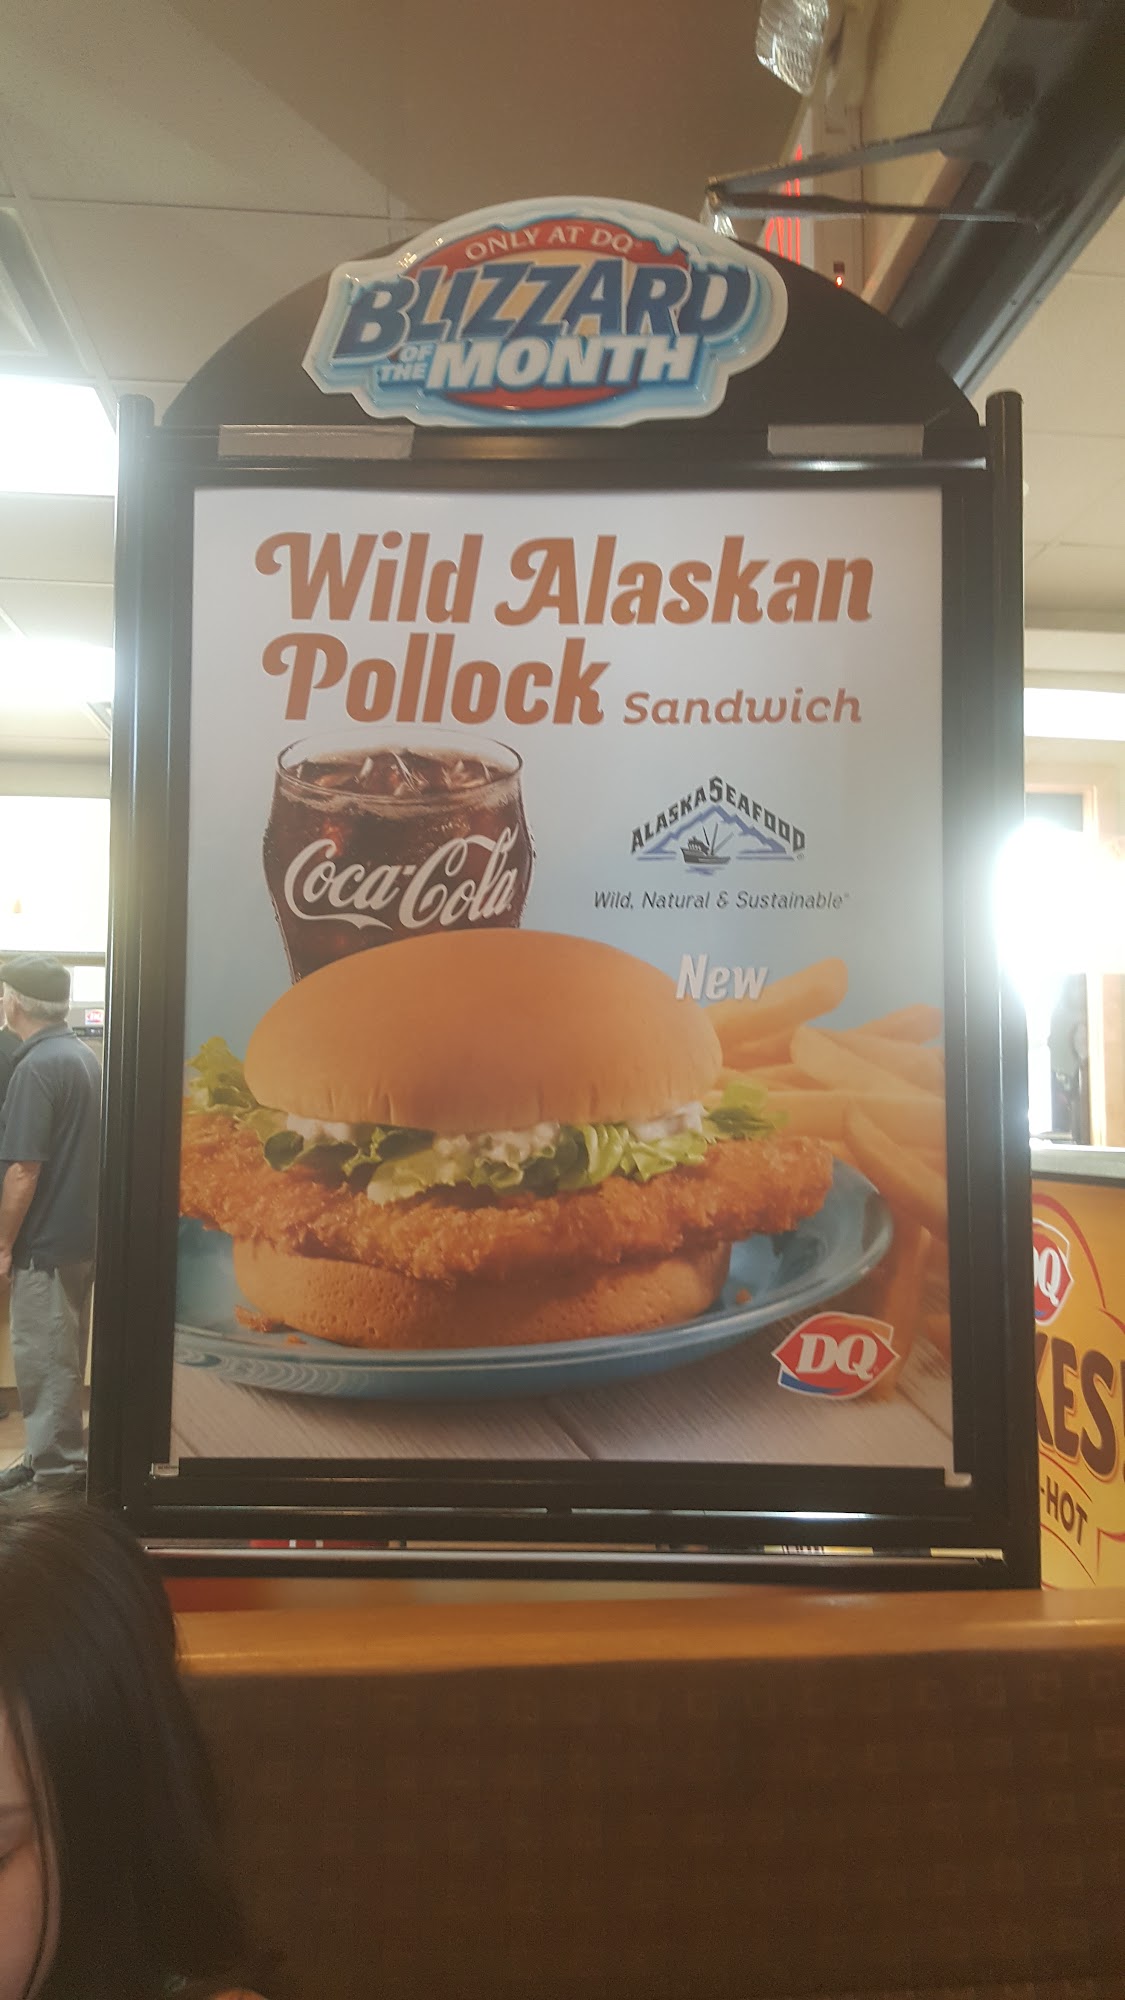 ONLY AT DQ®
BLIZZARD
OF THE MONTH
Wild Alaskan
Pollock Sandwich
Coca-Cola
ALASKA SEAFOOD
Wild, Natural & Sustainable®
New
DQ
DQ
KES!
-HOT